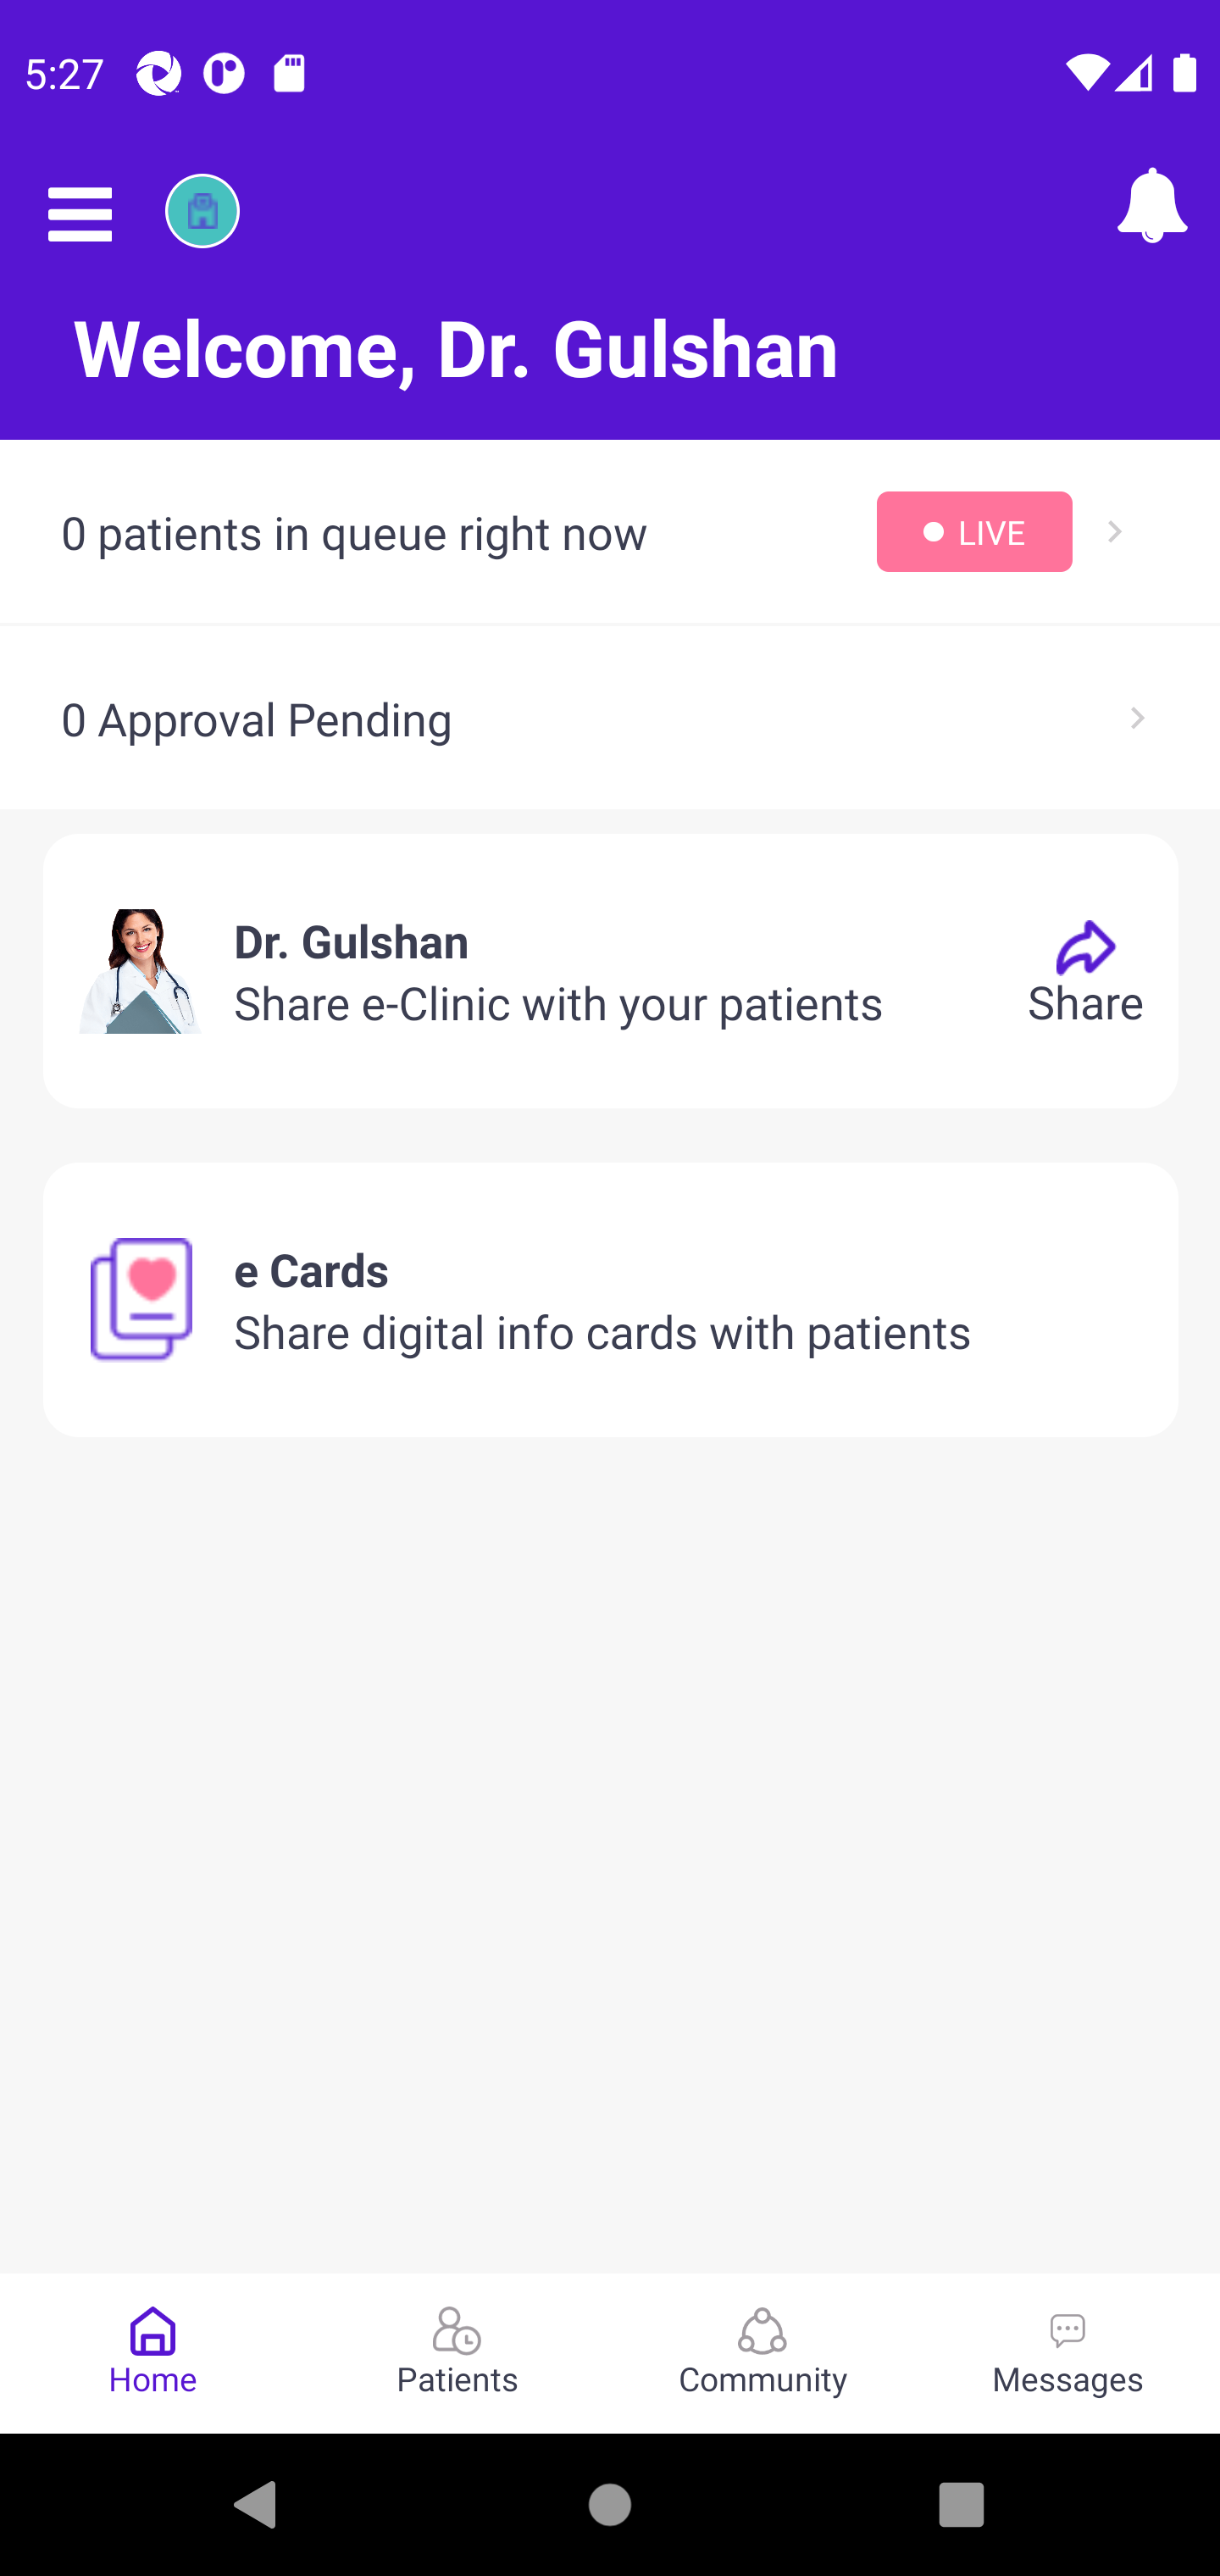 5:27
Welcome, Dr. Gulshan
0 patients in queue right now
LIVE
0 Approval Pending
Dr. Gulshan
Share e-Clinic with your patients
Share
e Cards
Share digital info cards with patients
Home
Patients
Community
Messages